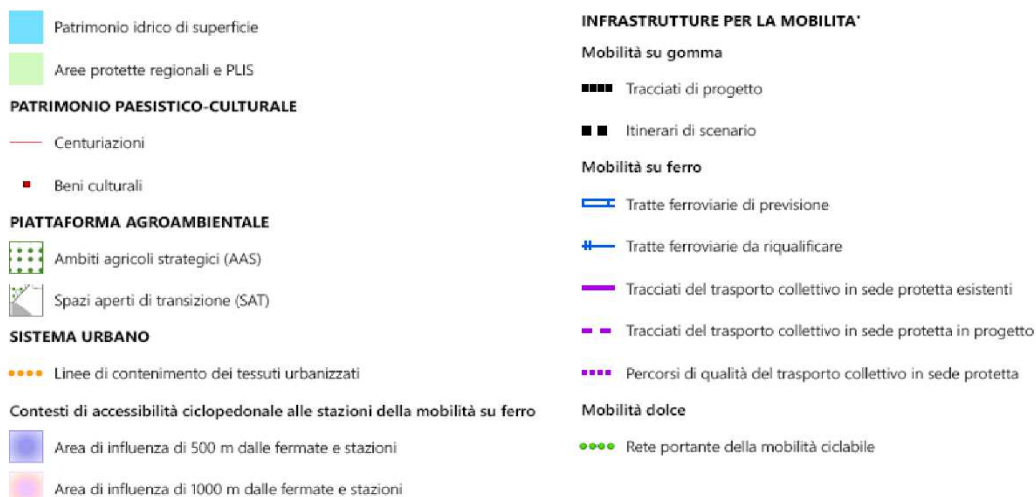 Patrimonio idrico di superficie
Aree protette regionali e PLIS
PATRIMONIO PAESISTICO-CULTURALE
Centuriazioni
Beni culturali
PIATTAFORMA AGROAMBIENTALE
Ambiti agricoli strategici (AAS)
Spazi aperti di transizione (SAT)
SISTEMA URBANO
Linee di contenimento dei tessuti urbanizzati
Contesti di accessibilità ciclopedonale alle stazioni della mobilità su ferro
Area di influenza di 500 m dalle fermate e stazioni
Area di influenza di 1000 m dalle fermate e stazioni
INFRASTRUTTURE PER LA MOBILITA'
Mobilità su gomma
Tracciati di progetto
Itinerari di scenario
Mobilità su ferro
Tratte ferroviarie di previsione
Tratte ferroviarie da riqualificare
Tracciati del trasporto collettivo in sede protetta esistenti
Tracciati del trasporto collettivo in sede protetta in progetto
Percorsi di qualità del trasporto collettivo in sede protetta
Mobilità dolce
Rete portante della mobilità ciclabile